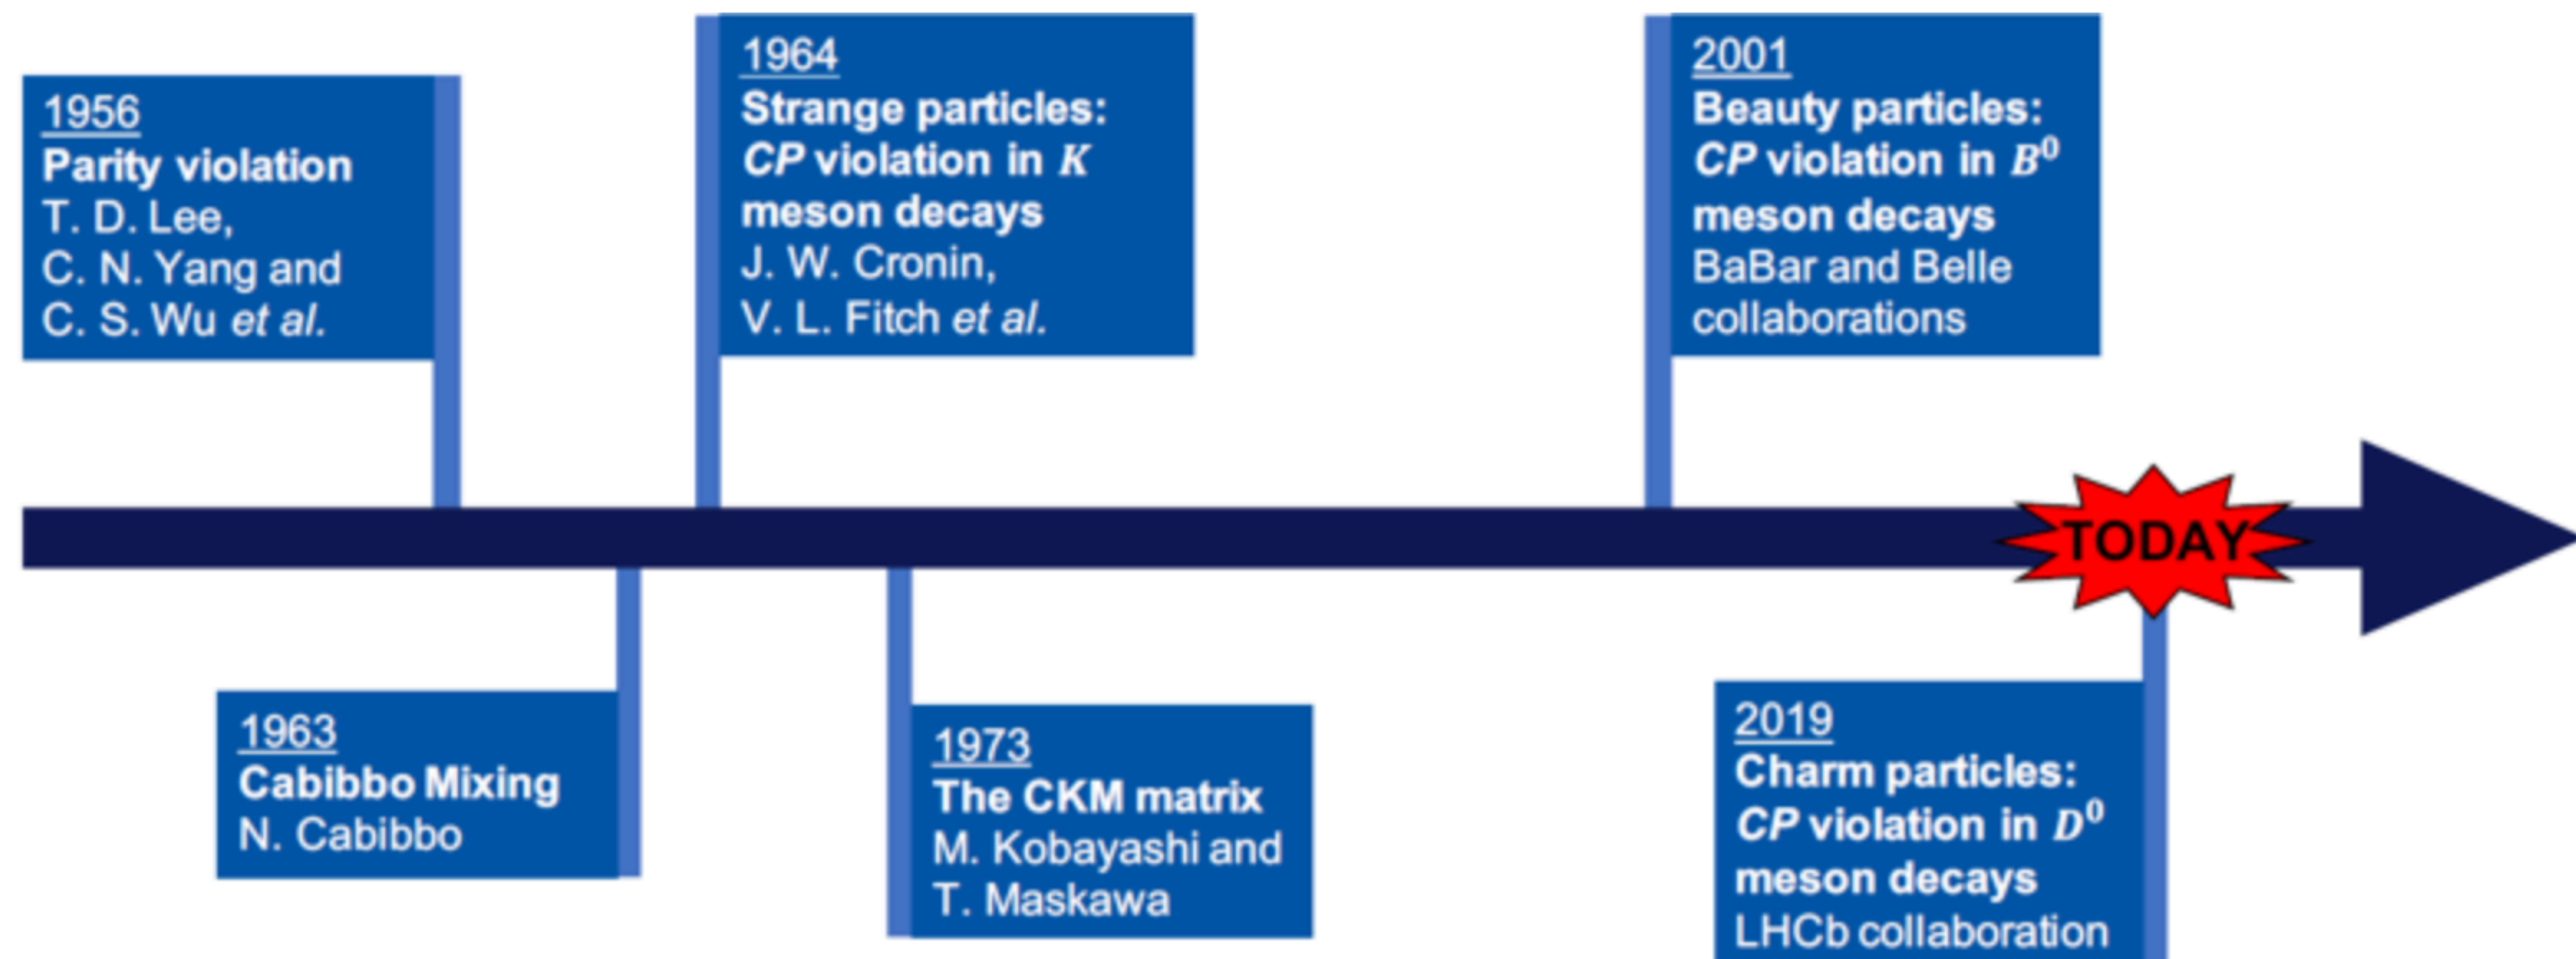 1956
Parity violation
T. D. Lee,
C. N. Yang and
C. S. Wu et al.
1964
Strange particles:
CP violation in K
meson decays
J. W. Cronin,
V. L. Fitch et al.
2001
Beauty particles:
CP violation in B⁰
meson decays
BaBar and Belle
collaborations
TODAY
1963
Cabibbo Mixing
N. Cabibbo
1973
The CKM matrix
M. Kobayashi and
T. Maskawa
2019
Charm particles:
CP violation in D⁰
meson decays
LHCb collaboration